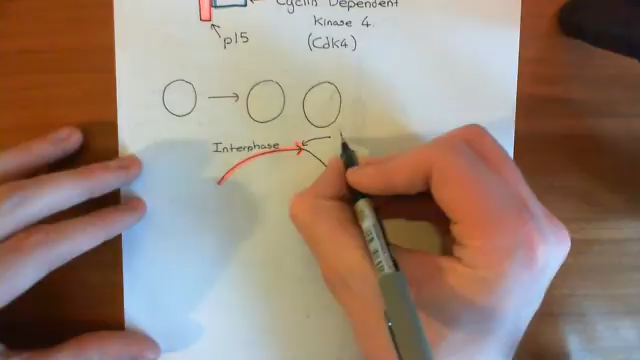 Cyclin Dependent
Kinase 4.
(Cdk4)
p15
Interphase